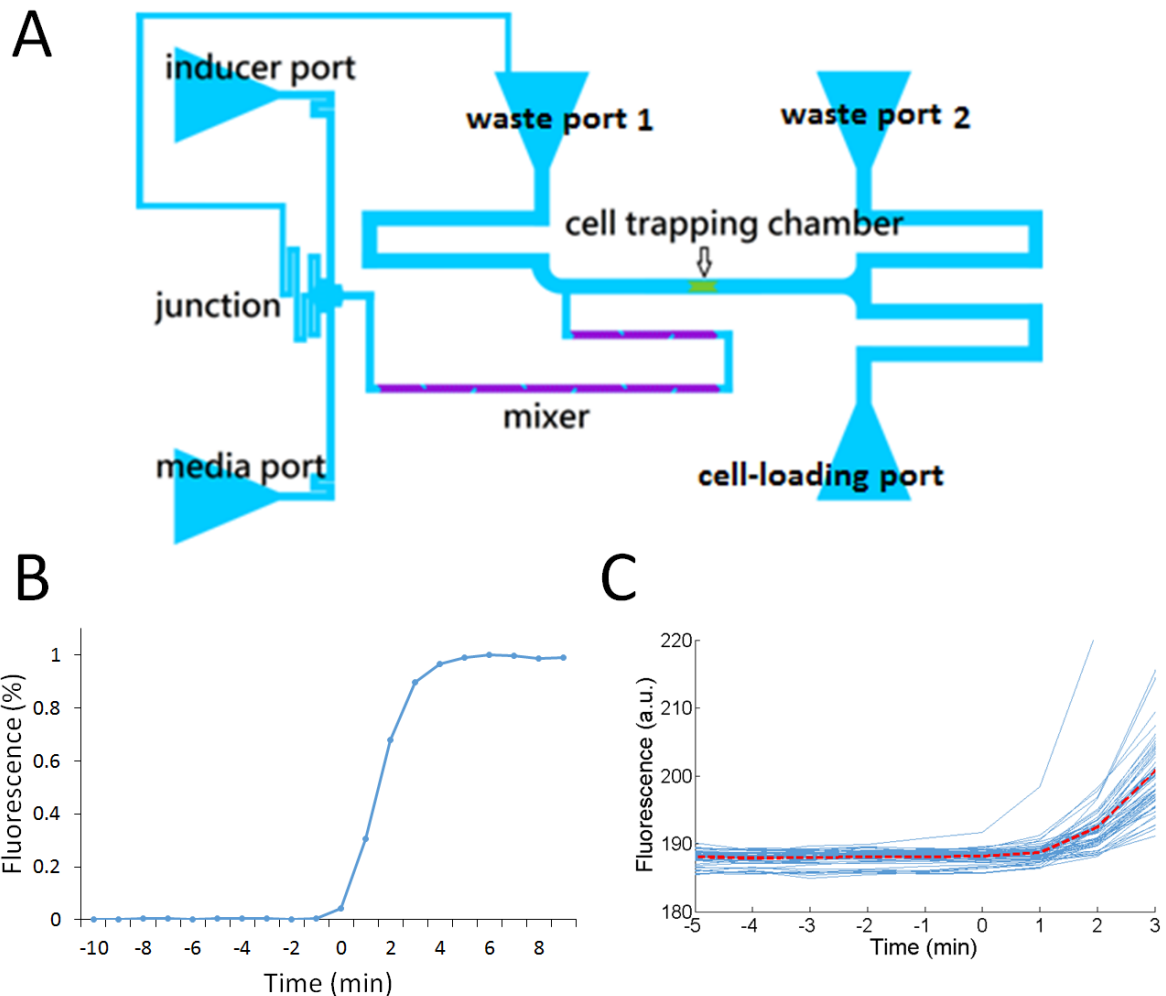 A
inducer port
waste port 1
waste port 2
cell trapping chamber
junction
mixer
media port
cell-loading port
B
C
Fluorescence (%)
1
0.8
0.6
0.4
0.2
0
-10 -8 -6 -4 -2 0 2 4 6 8
Time (min)
Fluorescence (a.u.)
220
210
200
190
180
-5 -4 -3 -2 -1 0 1 2 3
Time (min)